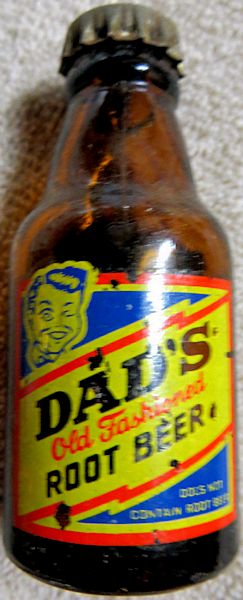 DAD'S
Old Fashioned
ROOT BEER
DOES NOT
CONTAIN ROOT BEER